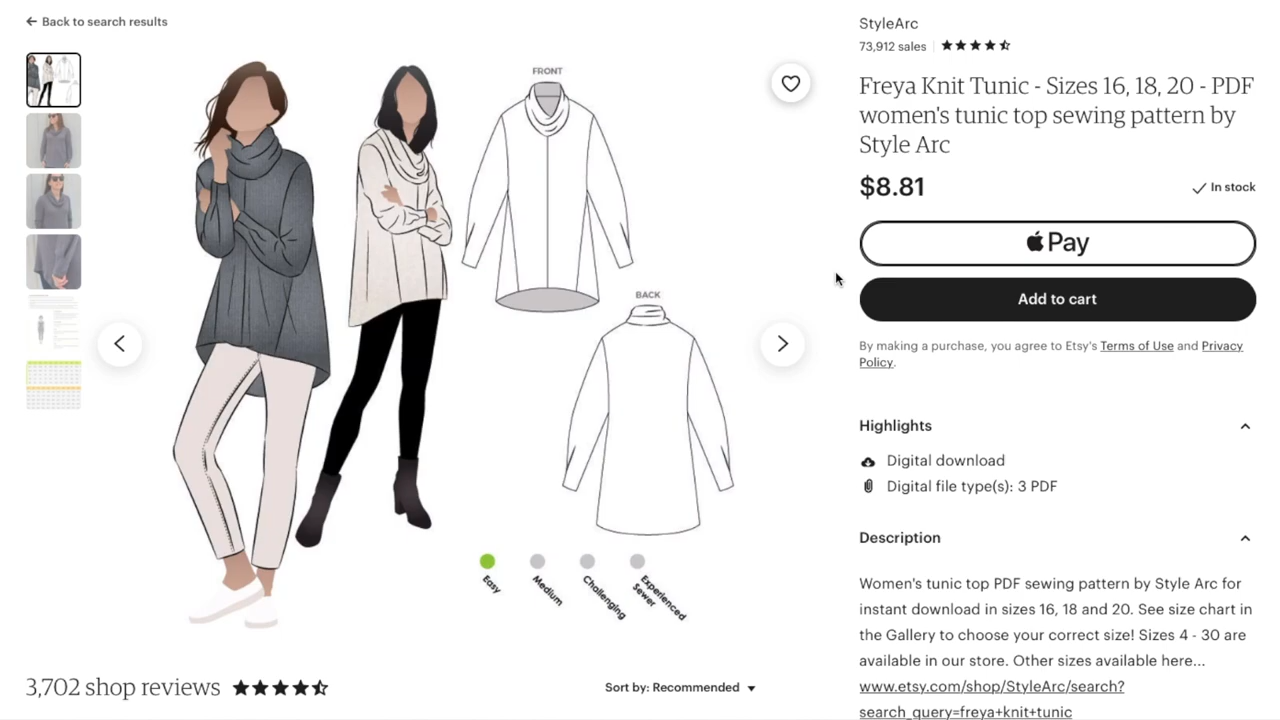 Back to search results
FRONT
BACK
Easy
Medium
Challenging
Experienced
Sewer
3,702 shop reviews
Sort by: Recommended
StyleArc
73,912 sales
Freya Knit Tunic - Sizes 16, 18, 20 - PDF
women's tunic top sewing pattern by
Style Arc
$8.81
In stock
Pay
Add to cart
By making a purchase, you agree to Etsy's Terms of Use and Privacy
Policy.
Highlights
Digital download
Digital file type(s): 3 PDF
Description
Women's tunic top PDF sewing pattern by Style Arc for
instant download in sizes 16, 18 and 20. See size chart in
the Gallery to choose your correct size! Sizes 4 - 30 are
available in our store. Other sizes available here...
www.etsy.com/shop/StyleArc/search?
search_query=freya+knit+tunic